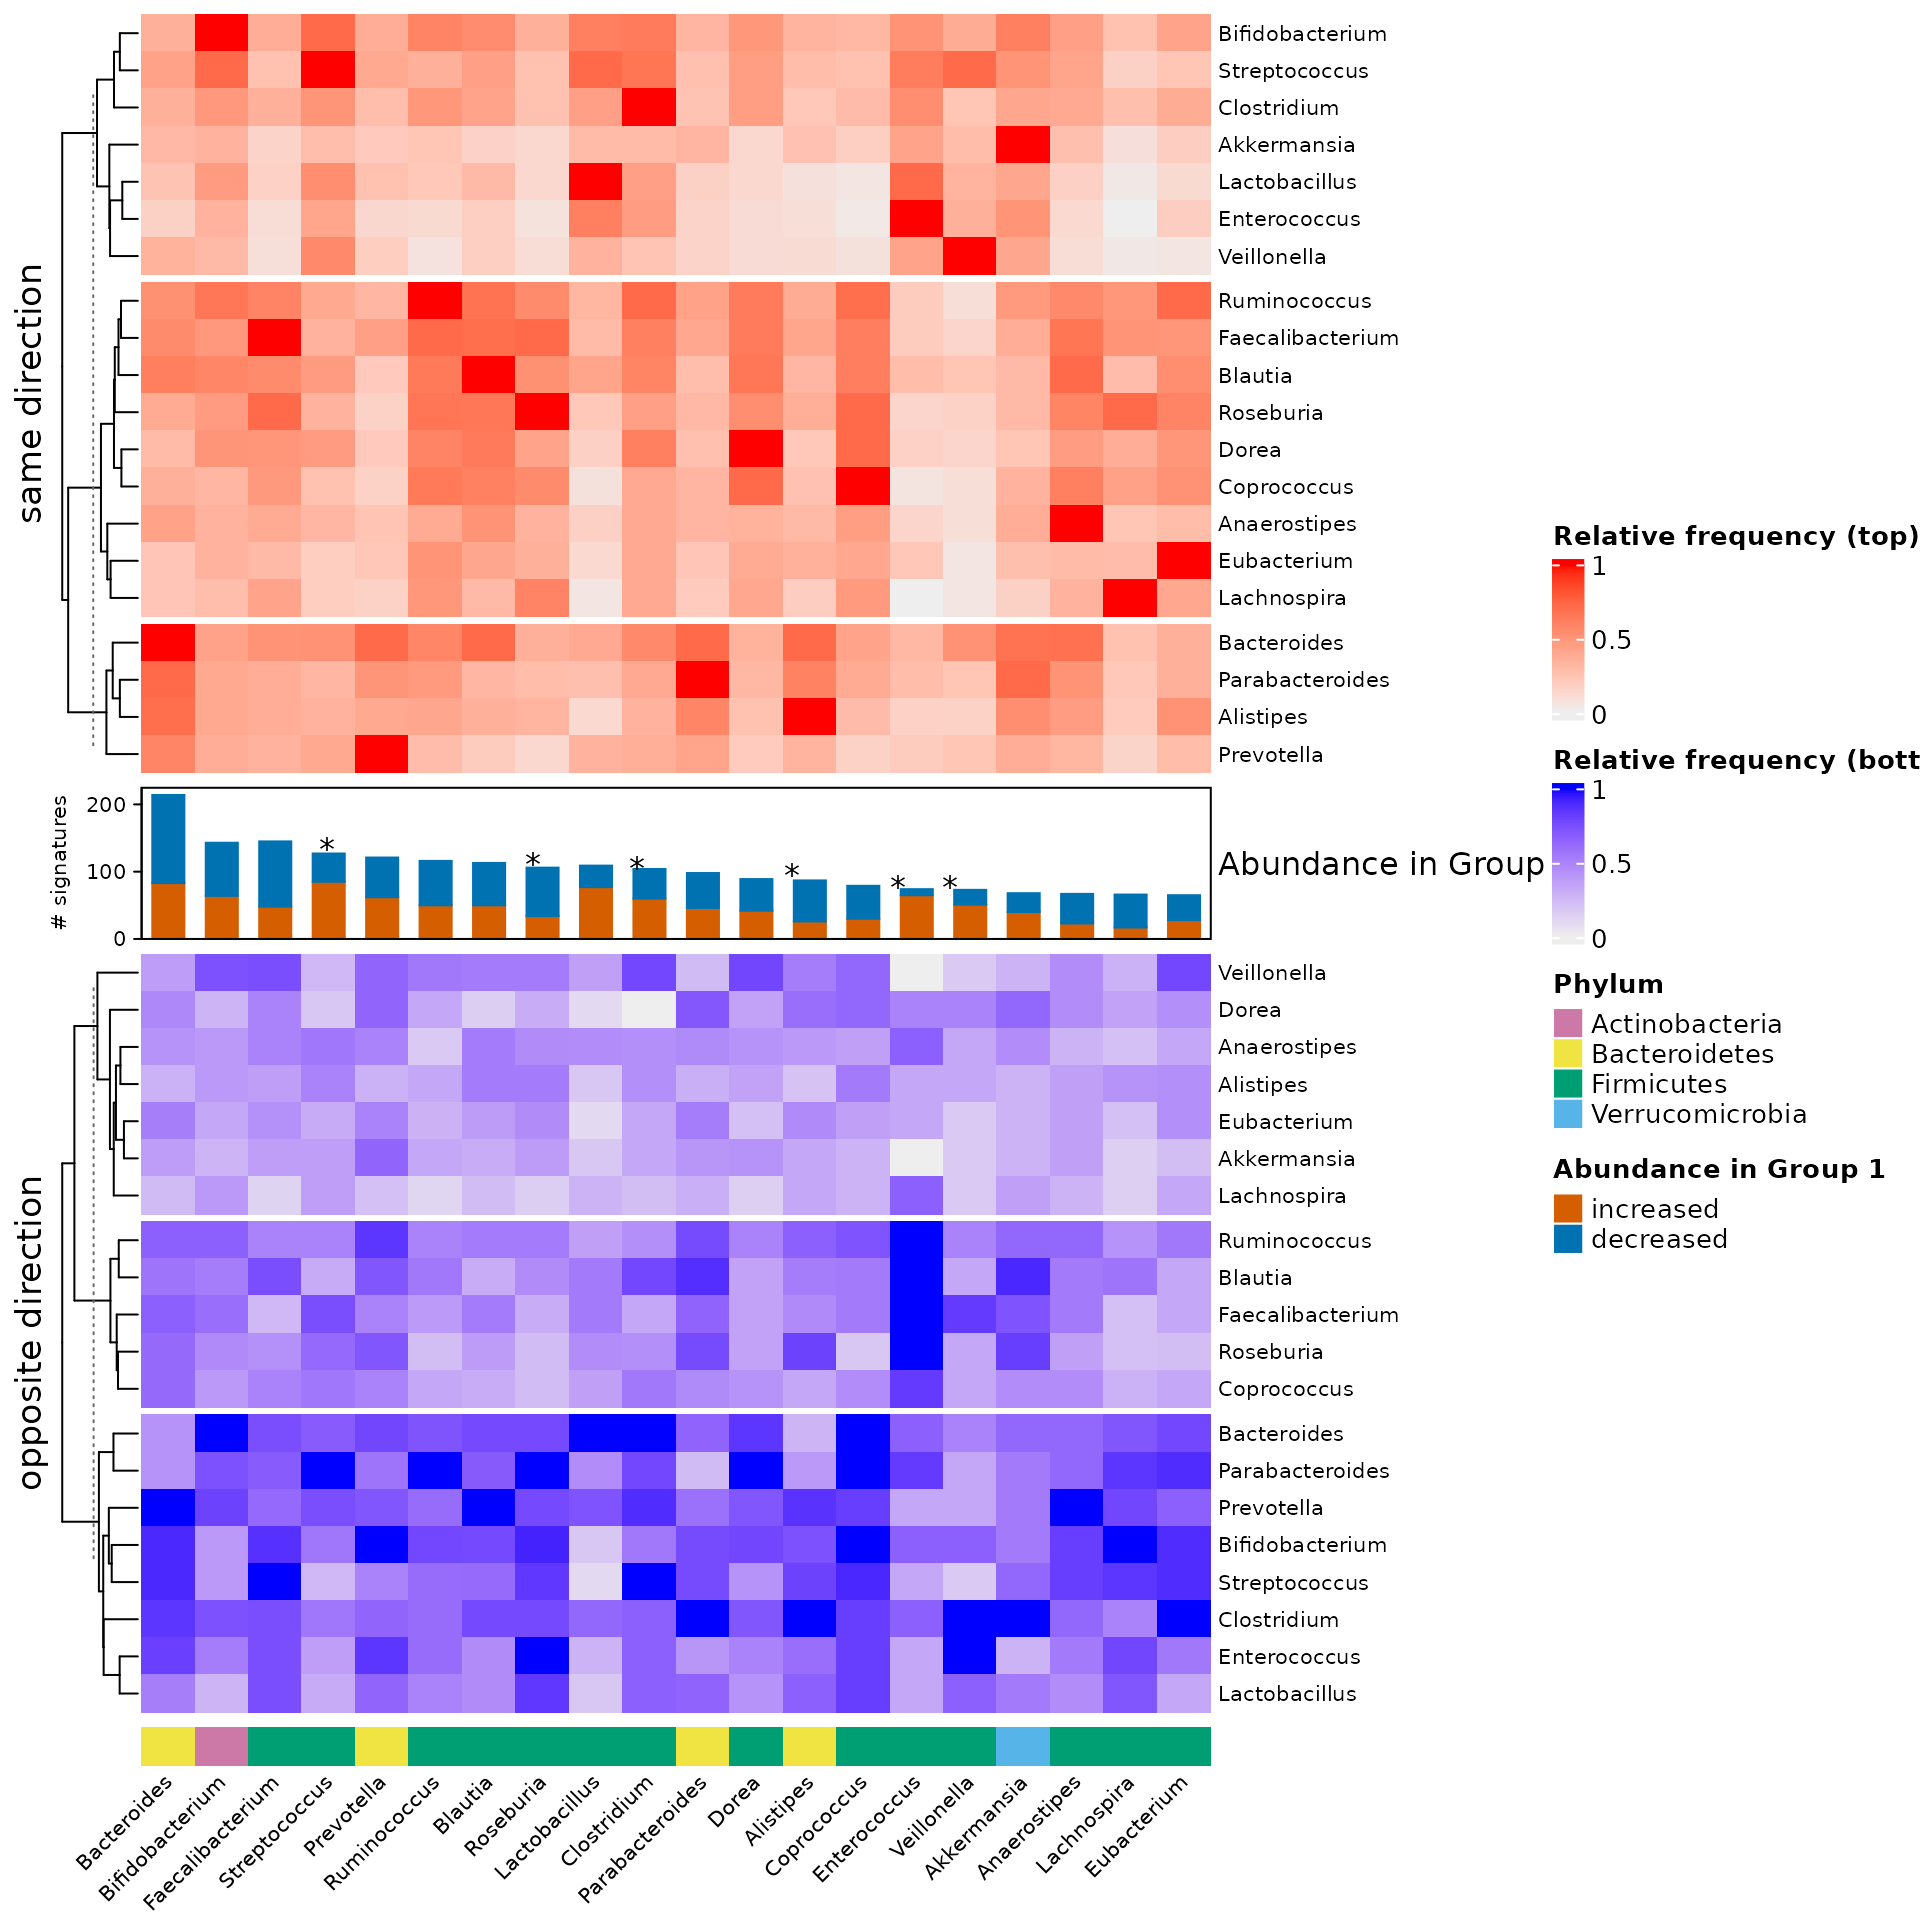 Bifidobacterium
Streptococcus
Clostridium
Akkermansia
Lactobacillus
Enterococcus
Veillonella
same direction
Ruminococcus
Faecalibacterium
Blautia
Roseburia
Dorea
Coprococcus
Anaerostipes
Eubacterium
Lachnospira
Bacteroides
Parabacteroides
Alistipes
Prevotella
# signatures
200
100
0
* * * * * *
Abundance in Group
Veillonella
Dorea
Anaerostipes
Alistipes
Eubacterium
Akkermansia
Lachnospira
opposite direction
Ruminococcus
Blautia
Faecalibacterium
Roseburia
Coprococcus
Bacteroides
Parabacteroides
Prevotella
Bifidobacterium
Streptococcus
Clostridium
Enterococcus
Lactobacillus
Bacteroides
Bifidobacterium
Faecalibacterium
Streptococcus
Prevotella
Ruminococcus
Blautia
Roseburia
Lactobacillus
Clostridium
Parabacteroides
Dorea
Alistipes
Coprococcus
Enterococcus
Veillonella
Akkermansia
Anaerostipes
Lachnospira
Eubacterium
Relative frequency (top)
1
0.5
0
Relative frequency (bott
1
0.5
0
Phylum
Actinobacteria
Bacteroidetes
Firmicutes
Verrucomicrobia
Abundance in Group 1
increased
decreased